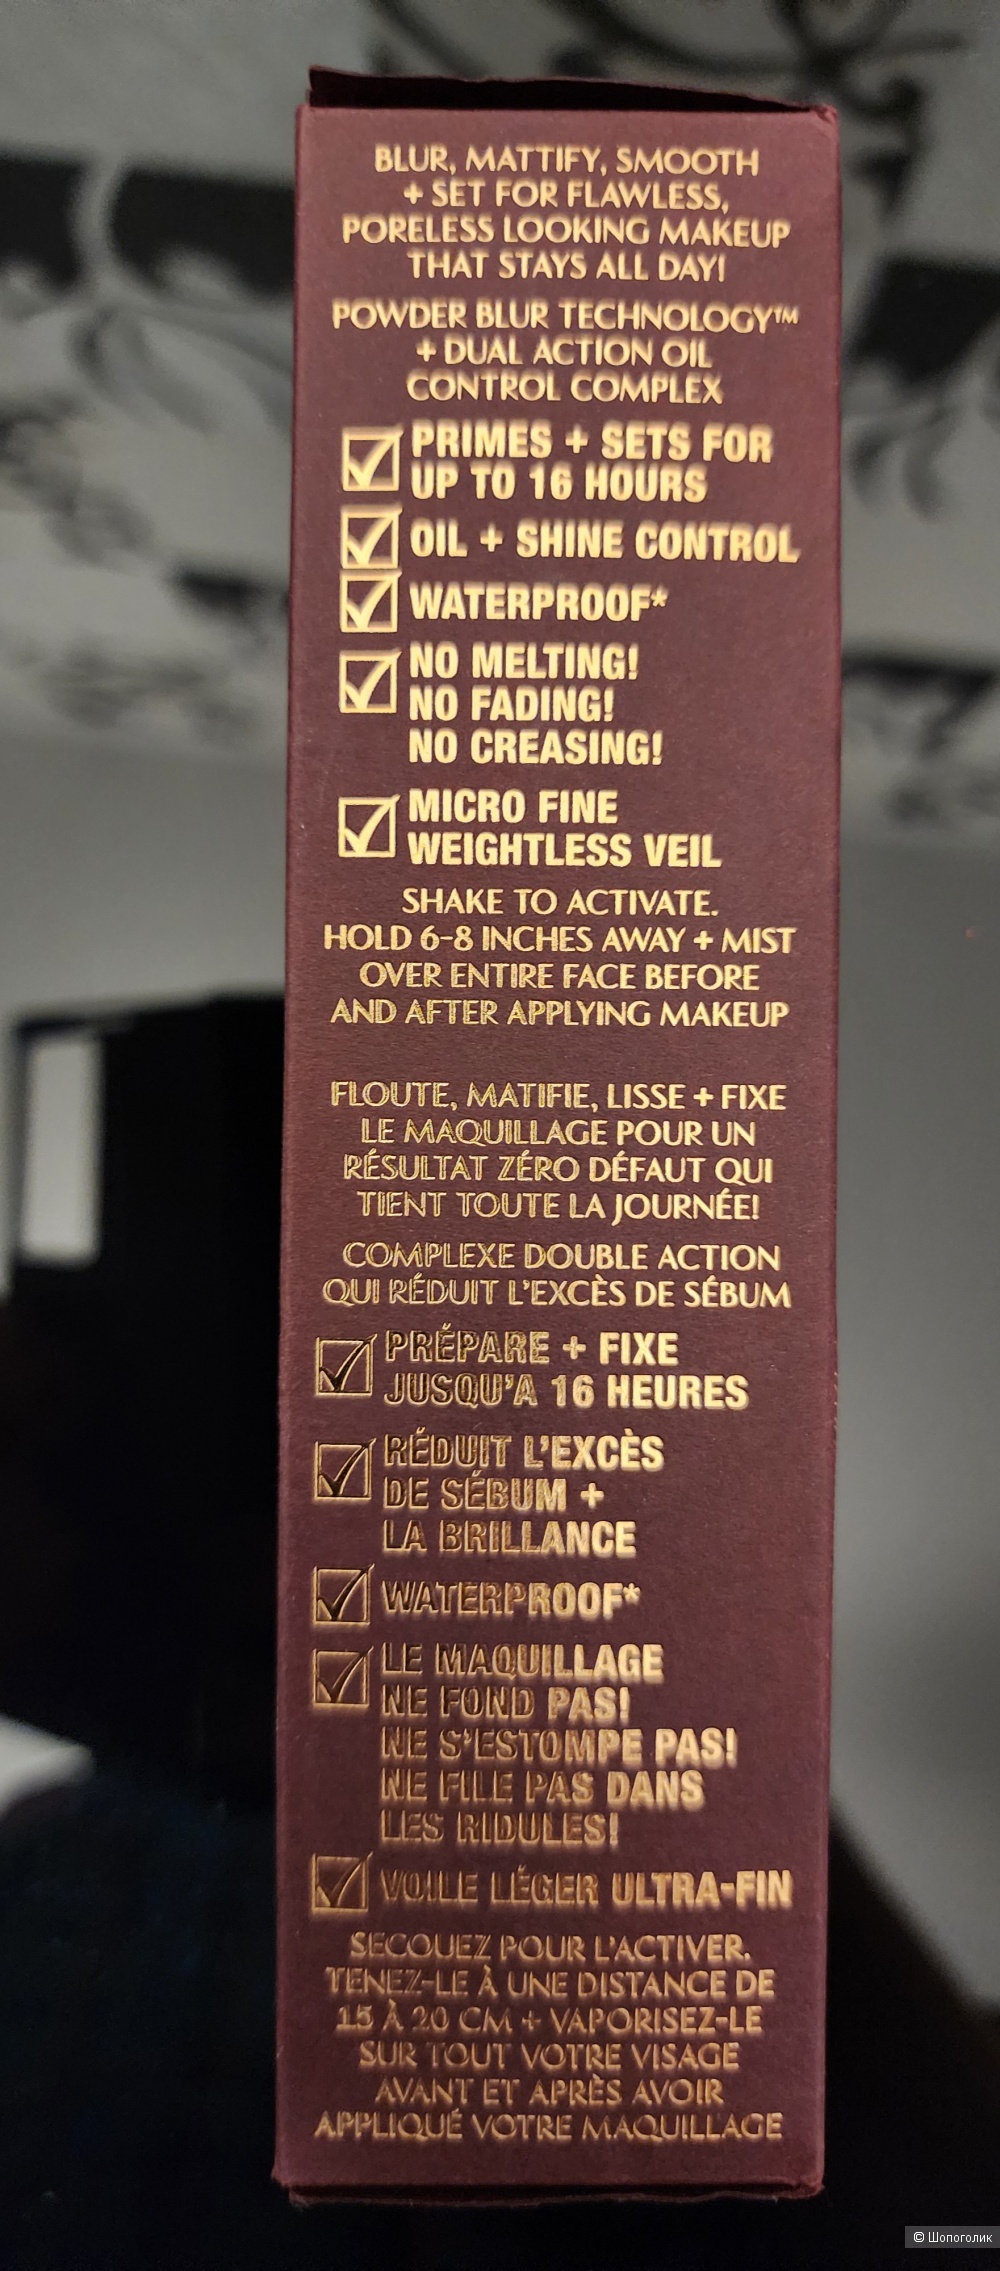 BLUR, MATTIFY, SMOOTH
+ SET FOR FLAWLESS,
PORELESS LOOKING MAKEUP
THAT STAYS ALL DAY!
POWDER BLUR TECHNOLOGY™
+ DUAL ACTION OIL
CONTROL COMPLEX
PRIMES + SETS FOR
UP TO 16 HOURS
OIL + SHINE CONTROL
WATERPROOF*
NO MELTING!
NO FADING!
NO CREASING!
MICRO FINE
WEIGHTLESS VEIL
SHAKE TO ACTIVATE.
HOLD 6-8 INCHES AWAY + MIST
OVER ENTIRE FACE BEFORE
AND AFTER APPLYING MAKEUP
FLOUTE, MATIFIE, LISSE + FIXE
LE MAQUILLAGE POUR UN
RÉSULTAT ZÉRO DÉFAUT QUI
TIENT TOUTE LA JOURNÉE!
COMPLEXE DOUBLE ACTION
QUI RÉDUIT L'EXCÈS DE SÉBUM
PRÉPARE + FIXE
JUSQU'A 16 HEURES
RÉDUIT L'EXCÈS
DE SÉBUM +
LA BRILLANCE
WATERPROOF*
LE MAQUILLAGE
NE FOND PAS!
NE S'ESTOMPE PAS!
NE FILE PAS DANS
LES RIDULES!
VOILE LÉGER ULTRA-FIN
SECOUEZ POUR L'ACTIVER.
TENEZ-LE À UNE DISTANCE DE
15 À 20 CM + VAPORISEZ-LE
SUR TOUT VOTRE VISAGE
AVANT ET APRÈS AVOIR
APPLIQUÉ VOTRE MAQUILLAGE
© Шопоголик